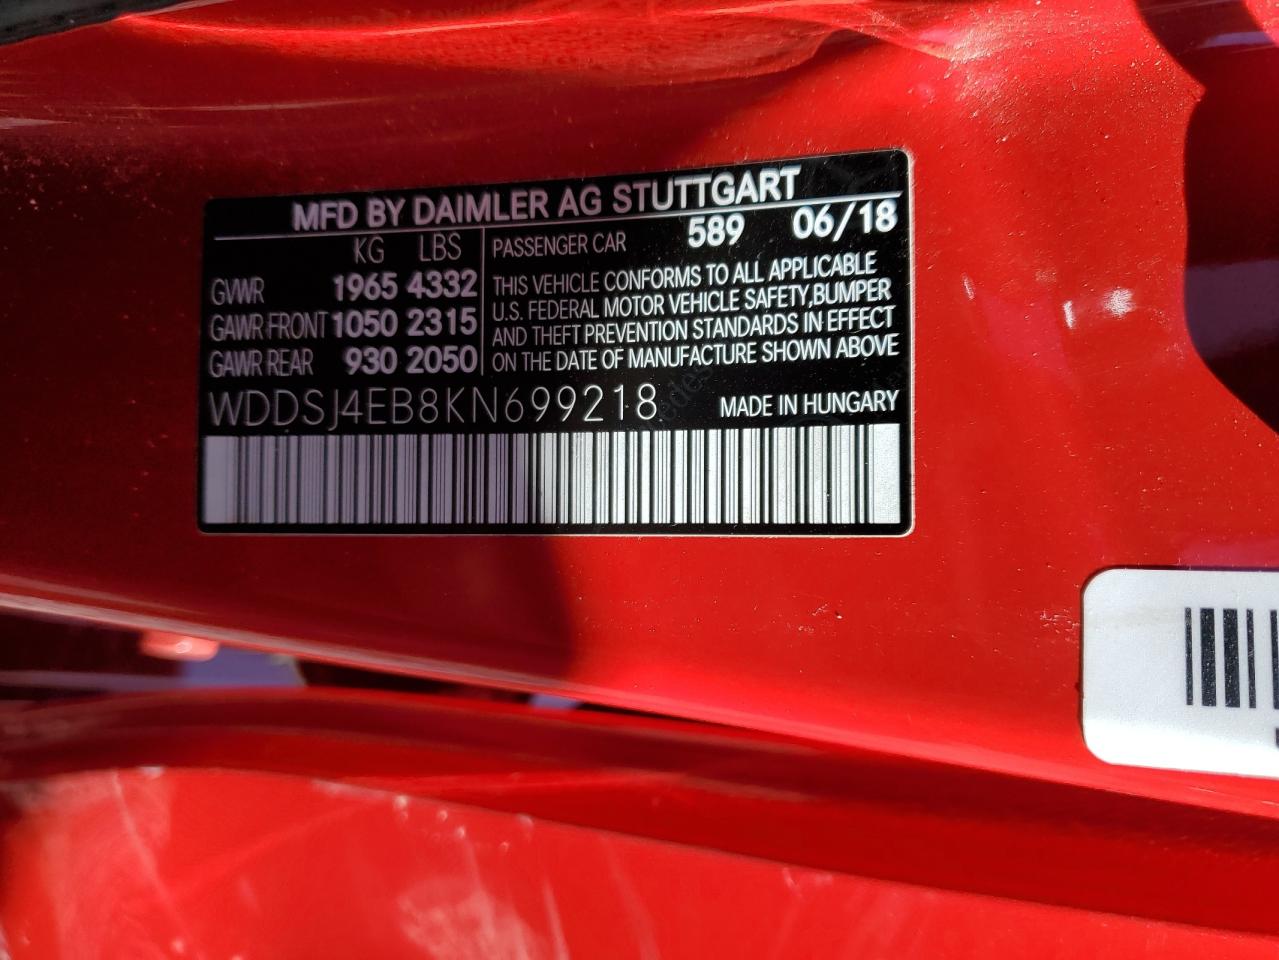 MFD BY DAIMLER AG STUTTGART
KG LBS
GVWR 1965 4332
GAWR FRONT 1050 2315
GAWR REAR 930 2050
PASSENGER CAR 589 06/18
THIS VEHICLE CONFORMS TO ALL APPLICABLE
U.S. FEDERAL MOTOR VEHICLE SAFETY, BUMPER
AND THEFT PREVENTION STANDARDS IN EFFECT
ON THE DATE OF MANUFACTURE SHOWN ABOVE
WDDSJ4EB8KN699218 MADE IN HUNGARY